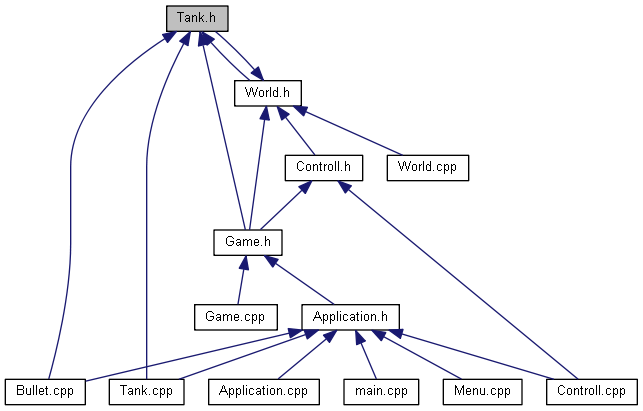 Tank.h
World.h
Controll.h
World.cpp
Game.h
Game.cpp
Application.h
Bullet.cpp
Tank.cpp
Application.cpp
main.cpp
Menu.cpp
Controll.cpp